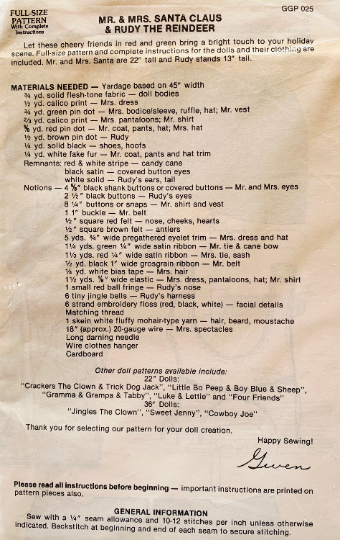 FULL-SIZE
PATTERN
With Complete
Instructions
GGP 025
MR. & MRS. SANTA CLAUS
& RUDY THE REINDEER
Let these cheery friends in red and green bring a bright touch to your holiday
scene. Full-size pattern and complete instructions for the dolls and their clothing are
included. Mr. and Mrs. Santa are 22" tall and Rudy stands 13" tall.
MATERIALS NEEDED — Yardage based on 45" width
¾ yd. solid flesh-tone fabric — doll bodies
½ yd. calico print — Mrs. dress
¾ yd. green pin dot — Mrs. bodice/sleeve, ruffle, hat; Mr. vest
⅔ yd. calico print — Mrs. pantaloons; Mr. shirt
⅝ yd. red pin dot — Mr. coat, pants, hat; Mrs. hat
½ yd. brown pin dot — Rudy
¼ yd. solid black — shoes, hoofs
¼ yd. white fake fur — Mr. coat, pants and hat trim
Remnants: red & white stripe — candy cane
black satin — covered button eyes
white solid — Rudy's ears, tail
Notions — 4 ⅝" black shank buttons or covered buttons — Mr. and Mrs. eyes
2 ½" black buttons — Rudy's eyes
8 ¼" buttons or snaps — Mr. shirt and vest
1 1" buckle — Mr. belt
½" square red felt — nose, cheeks, hearts
½" square brown felt — antlers
5 yds. ¾" wide pregathered eyelet trim — Mrs. dress and hat
1¼ yds. green ¼" wide satin ribbon — Mr. tie & cane bow
1½ yds. red ¼" wide satin ribbon — Mrs. tie, sash
½ yd. black 1" wide grosgrain ribbon — Mr. belt
⅛ yd. white bias tape — Mrs. hair
1½ yds. ⅛" wide elastic — Mrs. dress, pantaloons, hat; Mr. shirt
1 small red ball fringe — Rudy's nose
6 tiny jingle bells — Rudy's harness
6 strand embroidery floss (red, black, white) — facial details
Matching thread
1 skein white fluffy mohair-type yarn — hair, beard, moustache
18" (approx.) 20-gauge wire — Mrs. spectacles
Long darning needle
Wire clothes hanger
Cardboard
Other doll patterns available include:
22" Dolls:
"Crackers The Clown & Trick Dog Jack", "Little Bo Peep & Boy Blue & Sheep",
"Gramma & Grampa & Tabby", "Luke & Lettie" and "Four Friends"
36" Dolls:
"Jingles The Clown", "Sweet Jenny", "Cowboy Joe"
Thank you for selecting our pattern for your doll creation.
Happy Sewing!
Gwen
Please read all instructions before beginning — important instructions are printed on
pattern pieces also.
GENERAL INFORMATION
Sew with a ¼" seam allowance and 10-12 stitches per inch unless otherwise
indicated. Backstitch at beginning and end of each seam to secure stitching.